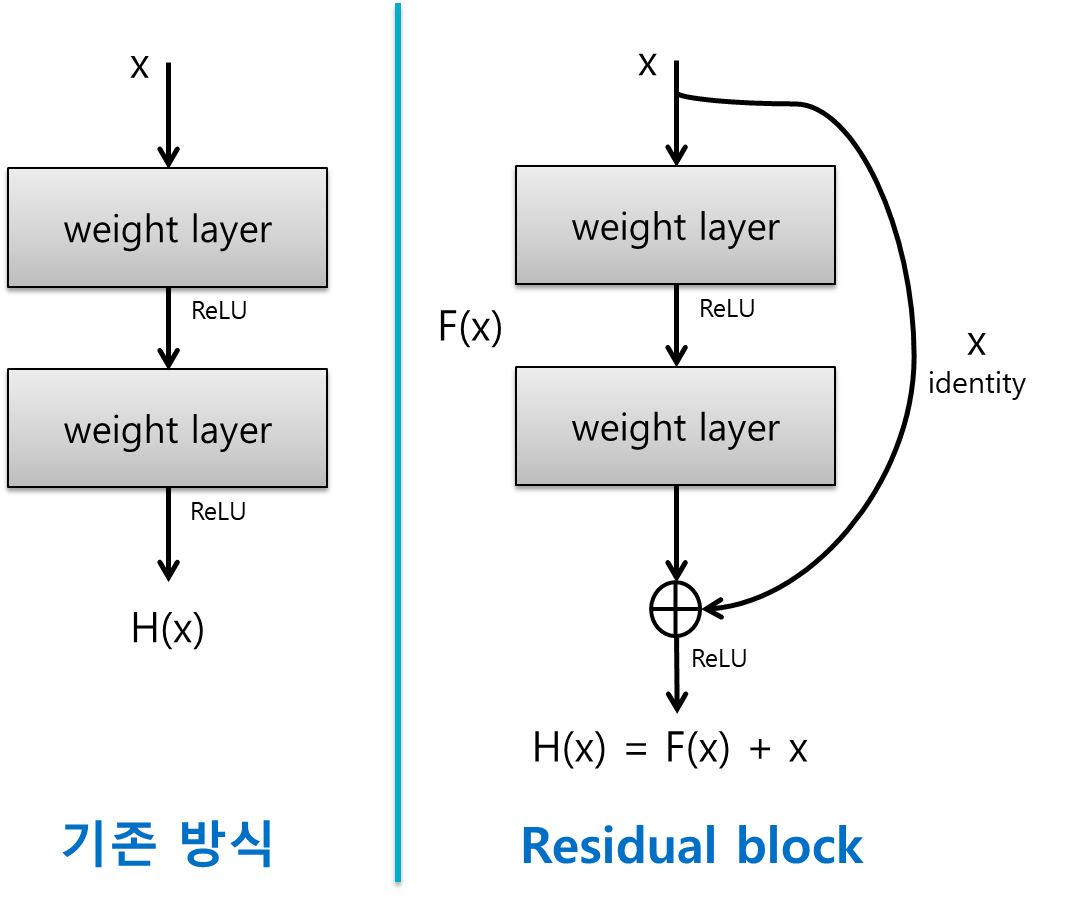 x
weight layer
ReLU
weight layer
ReLU
H(x)
기존 방식
x
weight layer
ReLU
F(x)
x
identity
weight layer
ReLU
H(x) = F(x) + x
Residual block